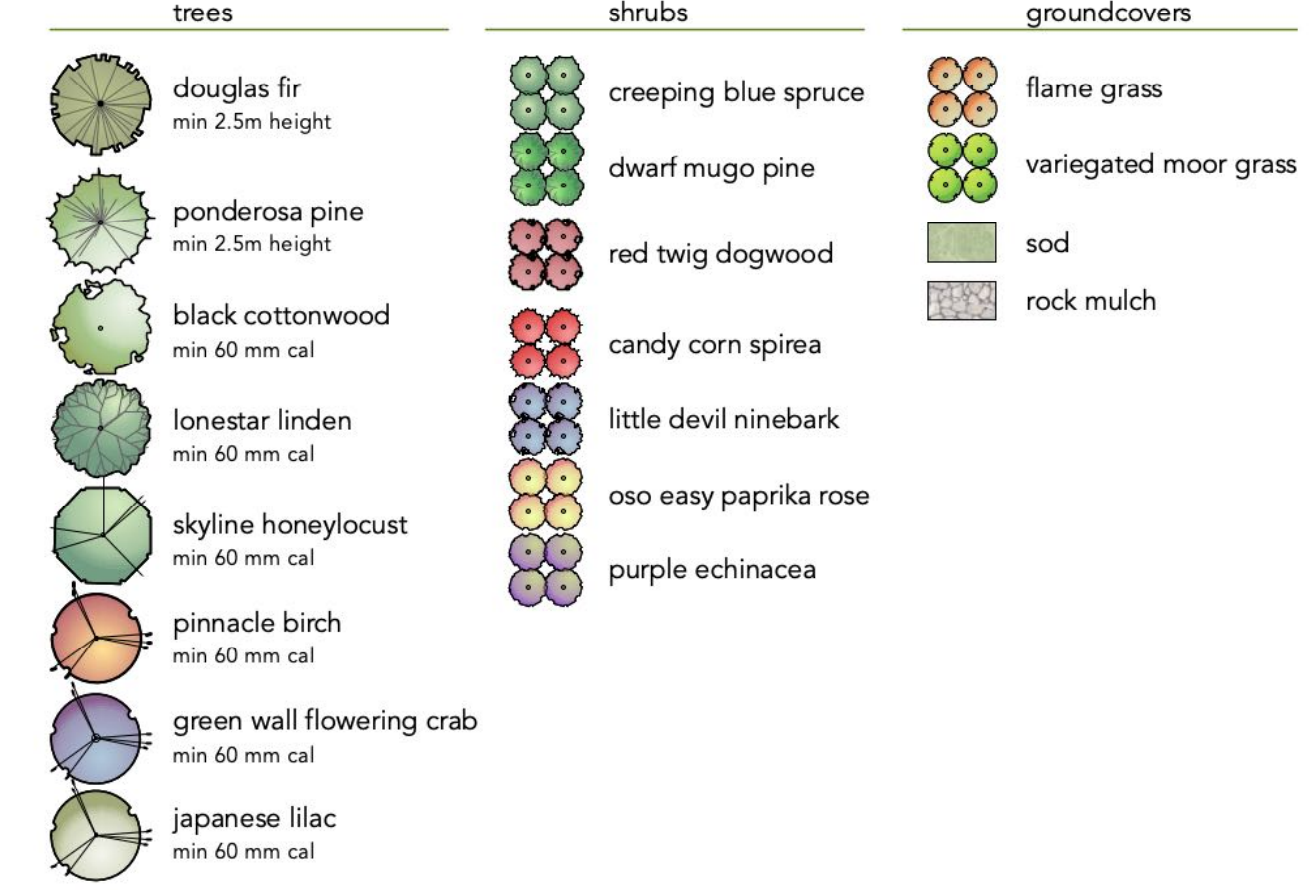 trees
douglas fir
min 2.5m height
ponderosa pine
min 2.5m height
black cottonwood
min 60 mm cal
lonestar linden
min 60 mm cal
skyline honeylocust
min 60 mm cal
pinnacle birch
min 60 mm cal
green wall flowering crab
min 60 mm cal
japanese lilac
min 60 mm cal
shrubs
creeping blue spruce
dwarf mugo pine
red twig dogwood
candy corn spirea
little devil ninebark
oso easy paprika rose
purple echinacea
groundcovers
flame grass
variegated moor grass
sod
rock mulch